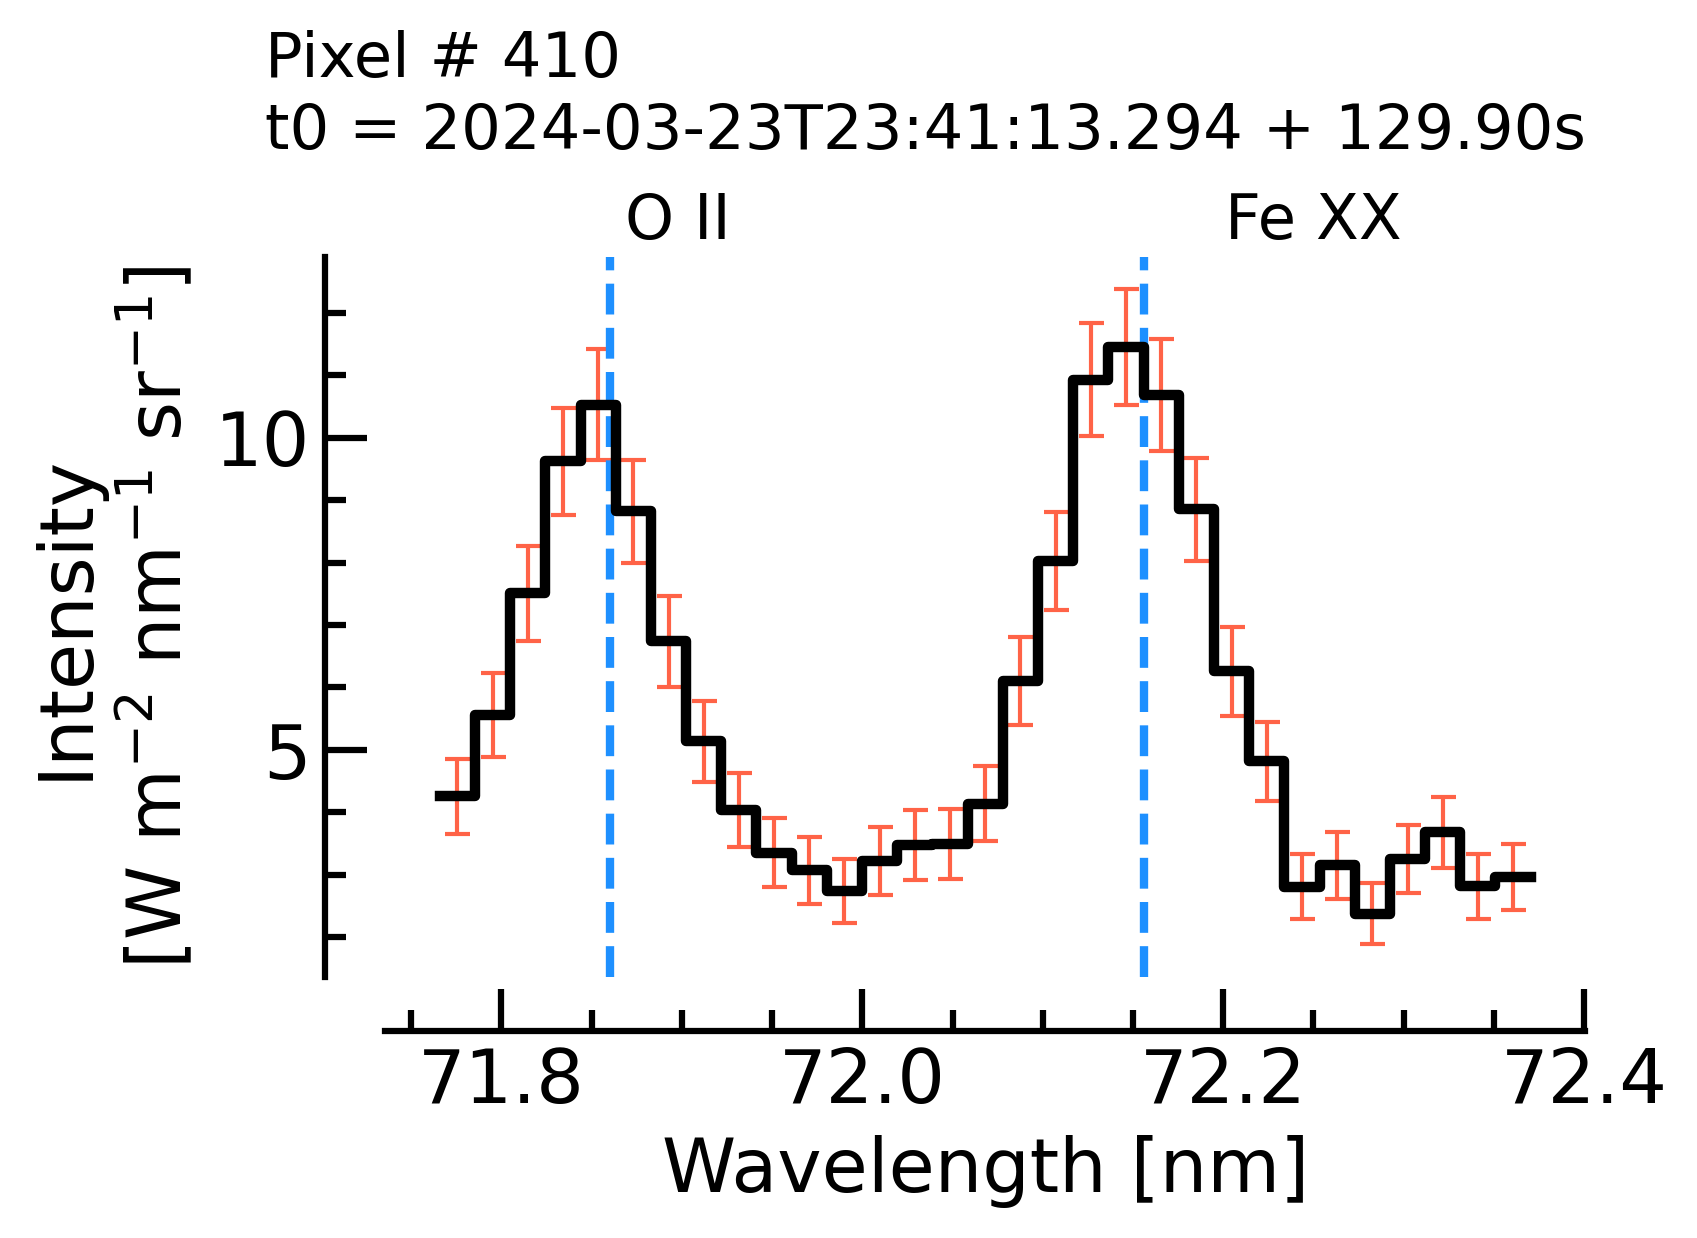 Pixel # 410
t0 = 2024-03-23T23:41:13.294 + 129.90s
O II Fe XX
Intensity
[W m⁻² nm⁻¹ sr⁻¹]
10
5
71.8 72.0 72.2 72.4
Wavelength [nm]